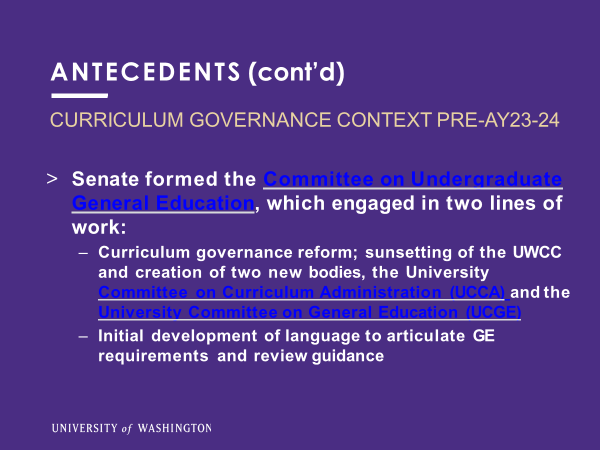 ANTECEDENTS (cont’d)
CURRICULUM GOVERNANCE CONTEXT PRE-AY23-24
> Senate formed the Committee on Undergraduate
General Education, which engaged in two lines of
work:
– Curriculum governance reform; sunsetting of the UWCC
and creation of two new bodies, the University
Committee on Curriculum Administration (UCCA) and the
University Committee on General Education (UCGE)
– Initial development of language to articulate GE
requirements and review guidance
UNIVERSITY of WASHINGTON